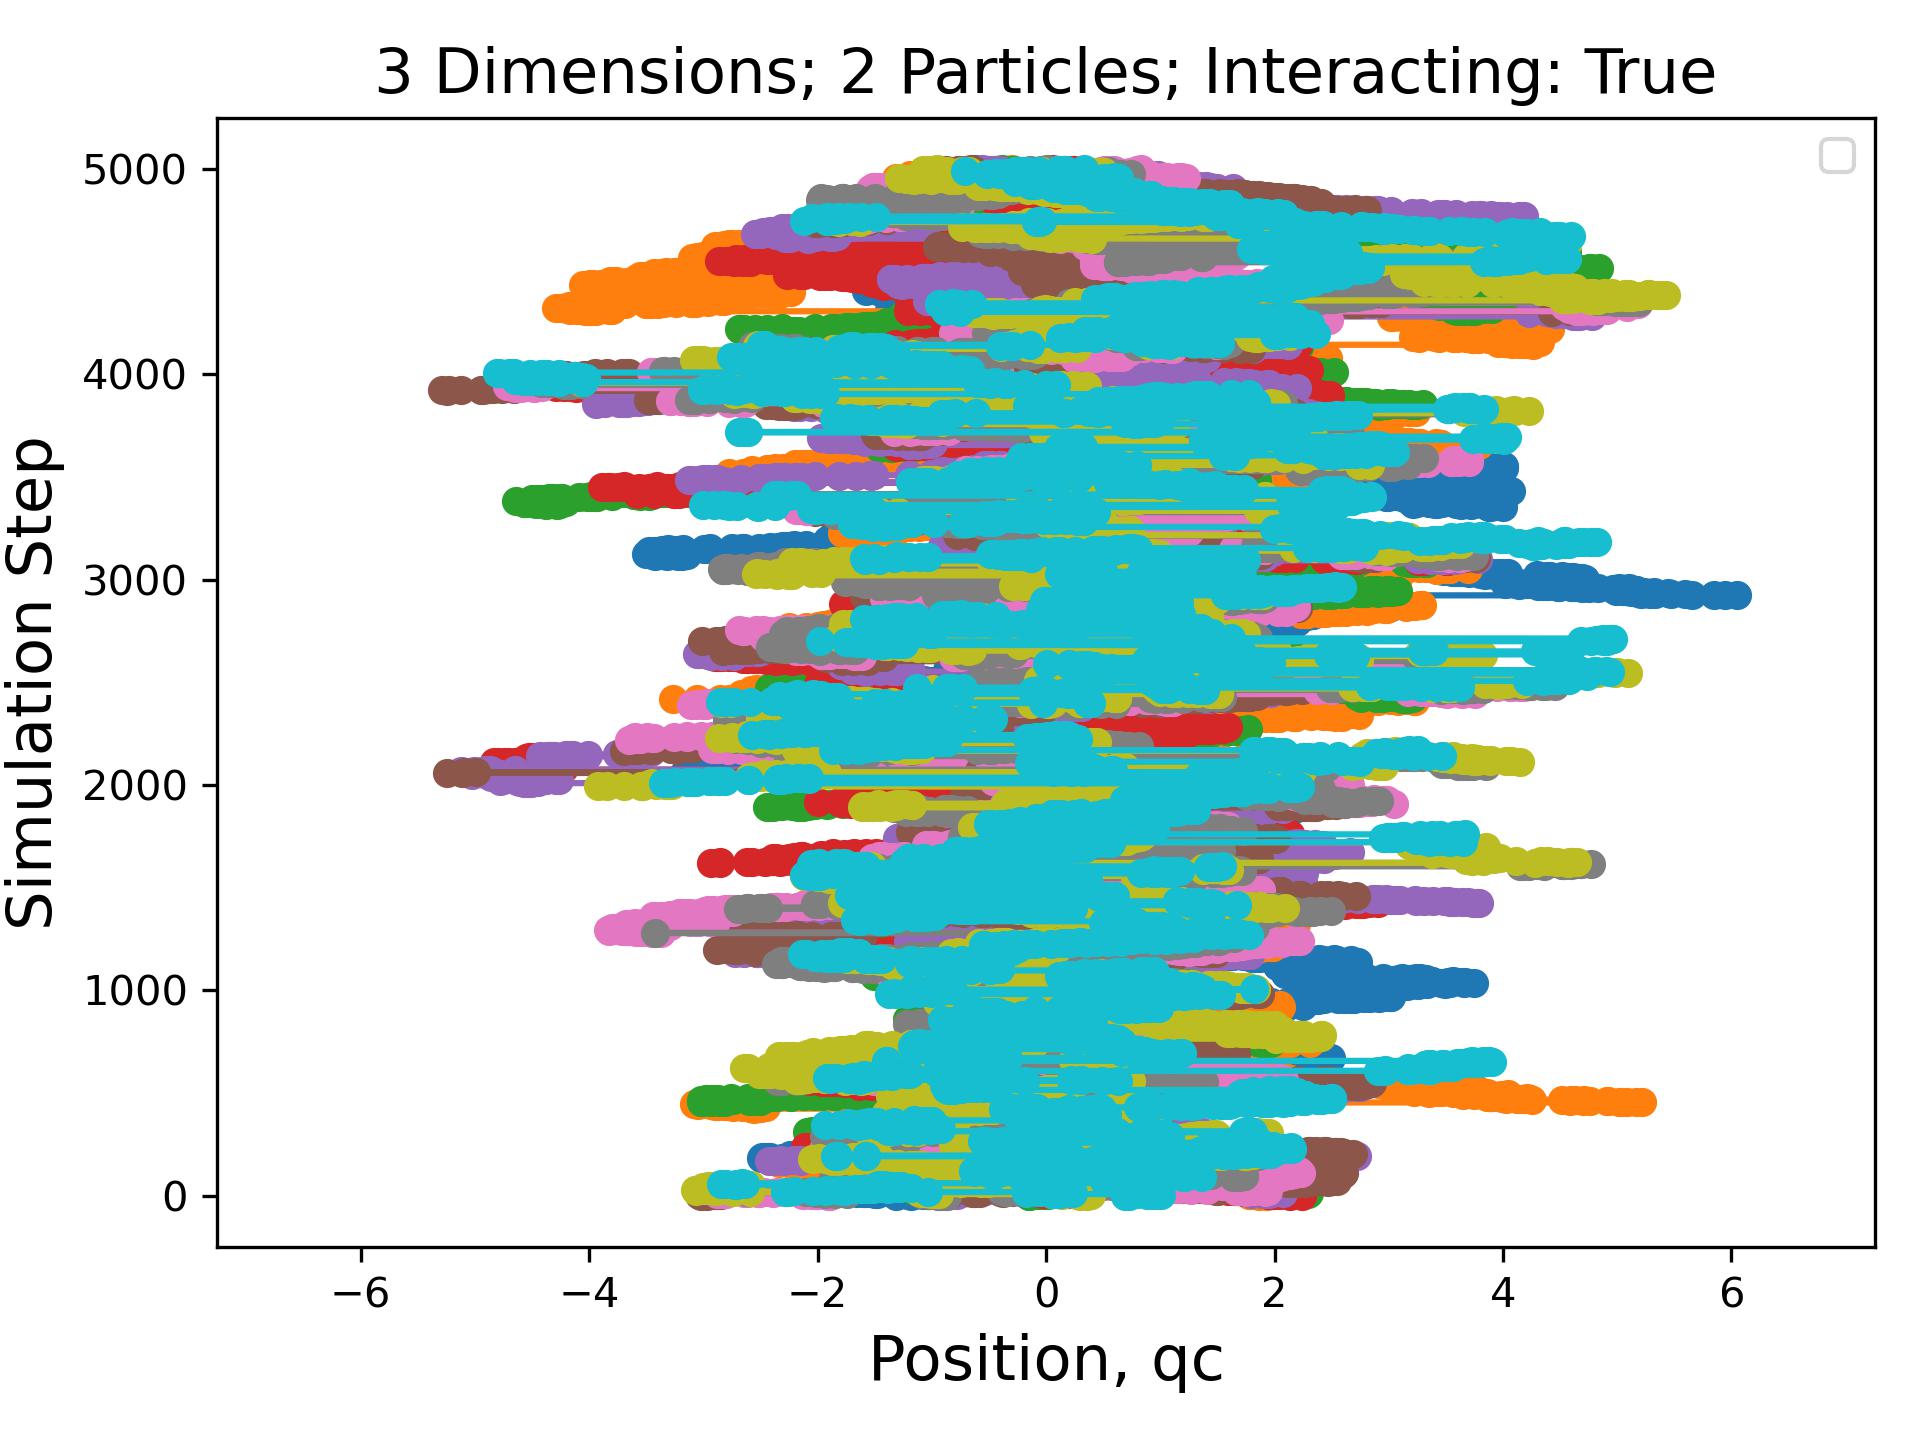 3 Dimensions; 2 Particles; Interacting: True
5000
4000
3000
2000
1000
0
Simulation Step
−6 −4 −2 0 2 4 6
Position, qc